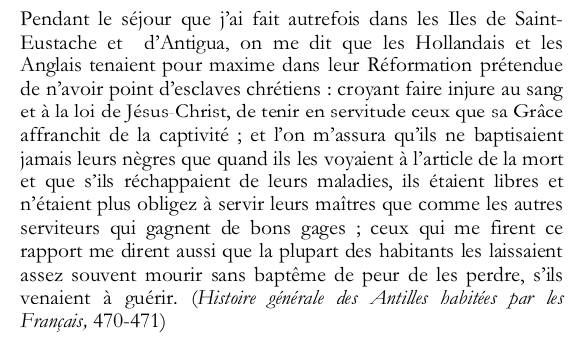 Pendant le séjour que j'ai fait autrefois dans les Iles de Saint-
Eustache et d'Antigua, on me dit que les Hollandais et les
Anglais tenaient pour maxime dans leur Réformation prétendue
de n'avoir point d'esclaves chrétiens : croyant faire injure au sang
et à la loi de Jésus-Christ, de tenir en servitude ceux que sa Grâce
affranchit de la captivité ; et l'on m'assura qu'ils ne baptisaient
jamais leurs nègres que quand ils les voyaient à l'article de la mort
et que s'ils réchappaient de leurs maladies, ils étaient libres et
n'étaient plus obligez à servir leurs maîtres que comme les autres
serviteurs qui gagnent de bons gages ; ceux qui me firent ce
rapport me dirent aussi que la plupart des habitants les laissaient
assez souvent mourir sans baptême de peur de les perdre, s'ils
venaient à guérir. (Histoire générale des Antilles habitées par les
Français, 470-471)